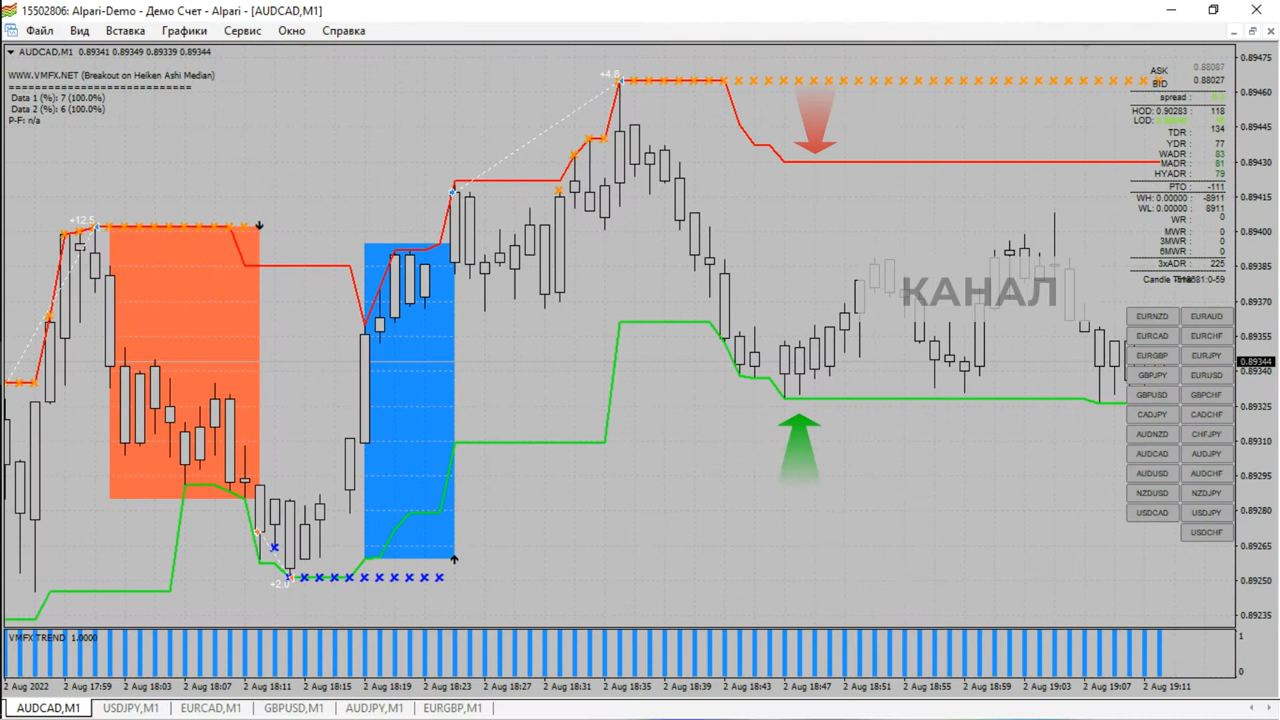 15502806: Alpari-Demo - Демо Счет - Alpari - [AUDCAD,M1]
Файл Вид Вставка Графики Сервис Окно Справка
AUDCAD,M1 0.89341 0.89349 0.89339 0.89344
WWW.VMFX.NET (Breakout on Heiken Ashi Median)
===========================
Data 1 (%): 7 (100.0%)
Data 2 (%): 6 (100.0%)
P-F: n/a
+12.5
+4.8
+2.0
ASK 0.88087
BID 0.88027
spread :
HOD: 0.90283 118
LOD:
TDR : 134
YDR : 77
WADR : 83
MADR : 81
HYADR : 79
PTO : -111
WH: 0.00000 -8911
WL: 0.00000 8911
WR : 0
MWR : 0
3MWR : 0
6MWR : 0
3xADR : 225
Candle Time
КАНАЛ
EURNZD EURAUD
EURCAD EURCHF
EURGBP EURJPY
GBPJPY EURUSD
GBPUSD GBPCHF
CADJPY CADCHF
AUDNZD CHFJPY
AUDCAD AUDJPY
AUDUSD AUDCHF
NZDUSD NZDJPY
USDCAD USDJPY
USDCHF
0.89475
0.89460
0.89445
0.89430
0.89415
0.89400
0.89385
0.89370
0.89355
0.89344
0.89340
0.89325
0.89310
0.89295
0.89280
0.89265
0.89250
0.89235
VMFX TREND 1.0000
1
0
2 Aug 2022 2 Aug 17:59 2 Aug 18:03 2 Aug 18:07 2 Aug 18:11 2 Aug 18:15 2 Aug 18:19 2 Aug 18:23 2 Aug 18:27 2 Aug 18:31 2 Aug 18:35 2 Aug 18:39 2 Aug 18:43 2 Aug 18:47 2 Aug 18:51 2 Aug 18:55 2 Aug 18:59 2 Aug 19:03 2 Aug 19:07 2 Aug 19:11
AUDCAD,M1 USDJPY,M1 EURCAD,M1 GBPUSD,M1 AUDJPY,M1 EURGBP,M1